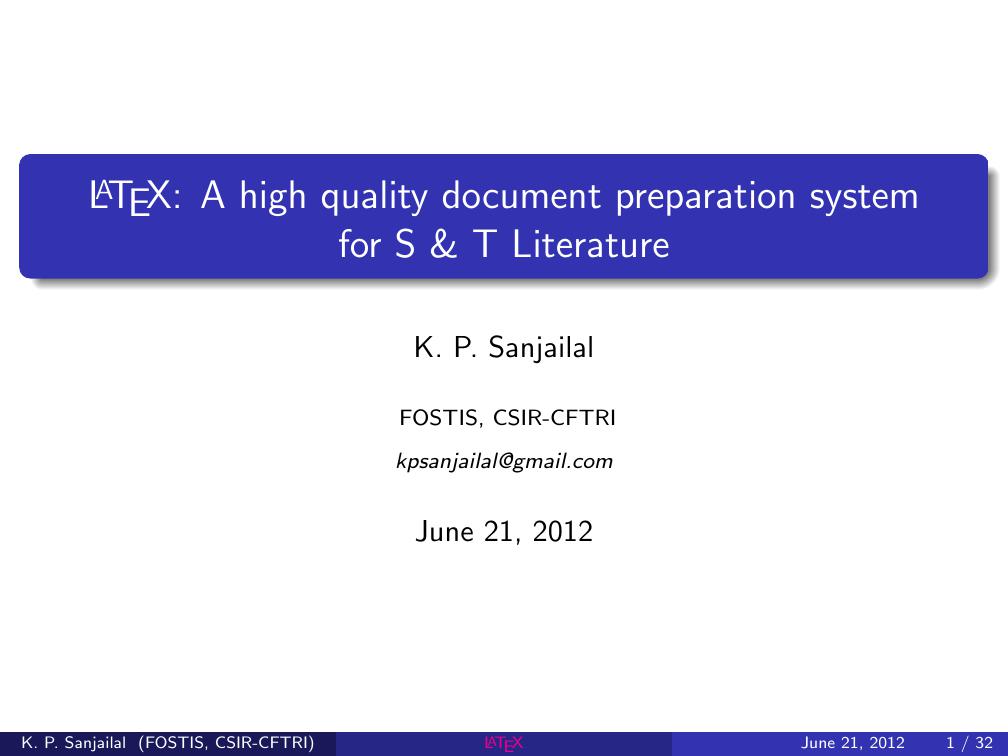 LATEX: A high quality document preparation system
for S & T Literature
K. P. Sanjailal
FOSTIS, CSIR-CFTRI
kpsanjailal@gmail.com
June 21, 2012
K. P. Sanjailal (FOSTIS, CSIR-CFTRI) LATEX June 21, 2012 1 / 32